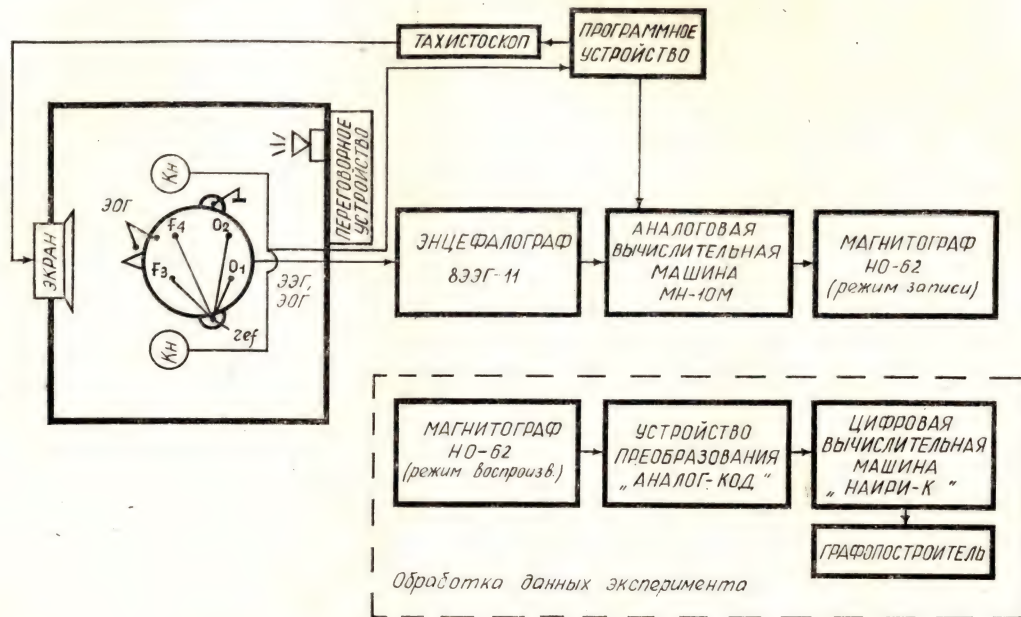 ТАХИСТОСКОП
ПРОГРАММНОЕ
УСТРОЙСТВО
ПЕРЕГОВОРНОЕ
УСТРОЙСТВО
Кн
ЭОГ
F4
O2
1
F3
O1
ЭКРАН
ЭЭГ,
ЭОГ
ref
Кн
ЭНЦЕФАЛОГРАФ
8ЭЭГ-11
АНАЛОГОВАЯ
ВЫЧИСЛИТЕЛЬНАЯ
МАШИНА
МН-10М
МАГНИТОГРАФ
НО-62
(режим записи)
МАГНИТОГРАФ
НО-62
(режим воспроизв.)
УСТРОЙСТВО
ПРЕОБРАЗОВАНИЯ
„АНАЛОГ-КОД"
ЦИФРОВАЯ
ВЫЧИСЛИТЕЛЬНАЯ
МАШИНА
„НАИРИ-К"
ГРАФОПОСТРОИТЕЛЬ
Обработка данных эксперимента